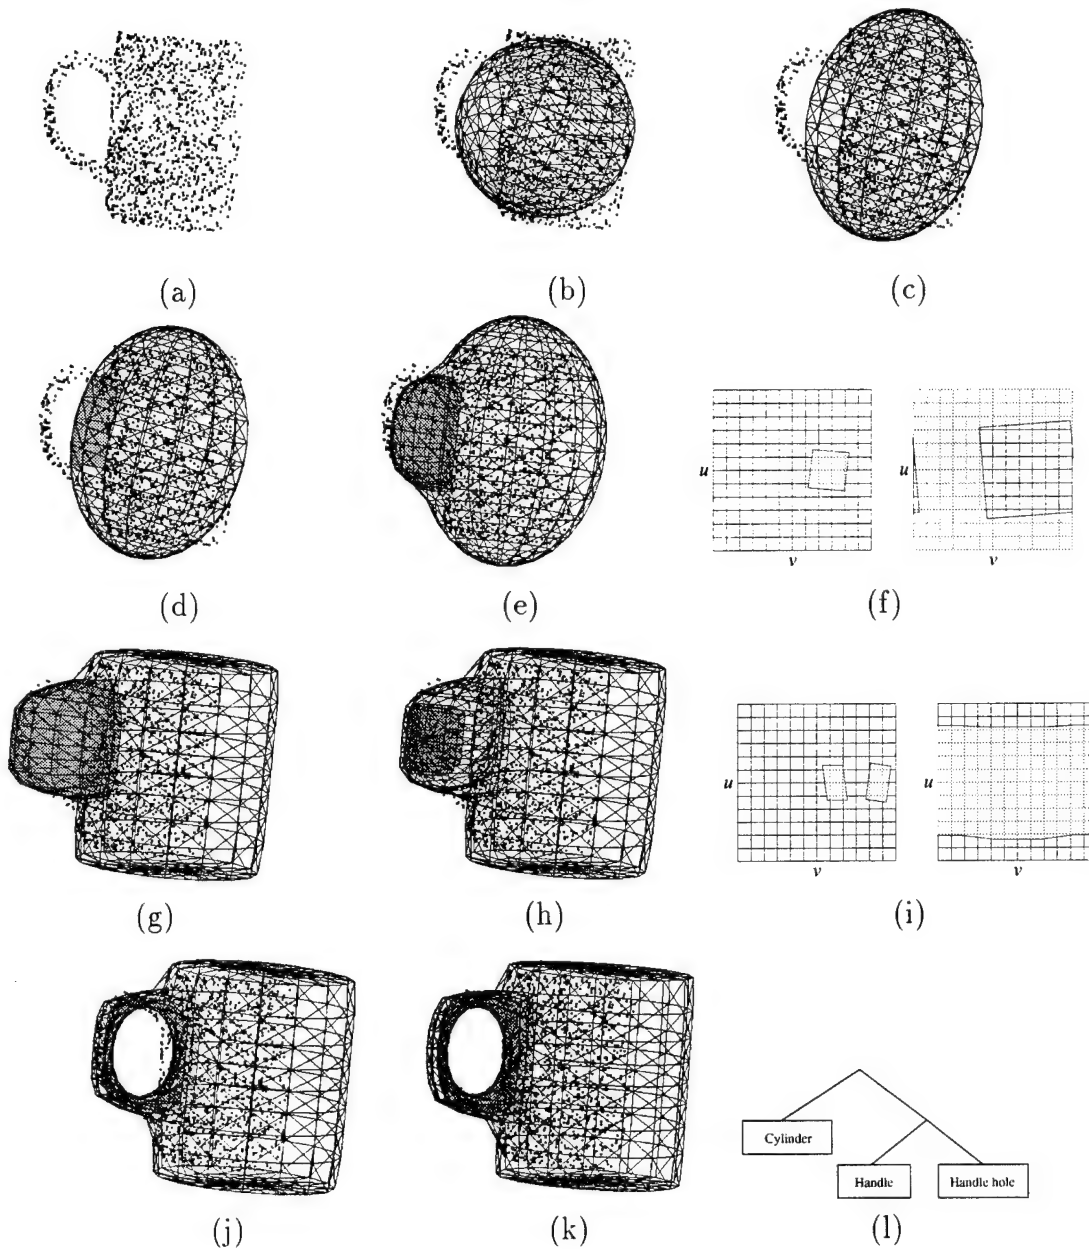 (a)
(b)
(c)
u
v
u
v
(d)
(e)
(f)
u
v
u
v
(g)
(h)
(i)
Cylinder
Handle
Handle hole
(j)
(k)
(l)